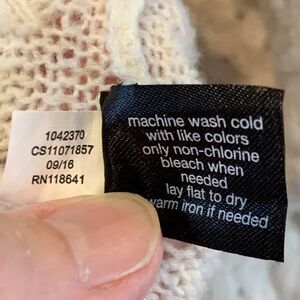 1042370
CS11071857
09/16
RN118641
machine wash cold
with like colors
only non-chlorine
bleach when
needed
lay flat to dry
warm iron if needed